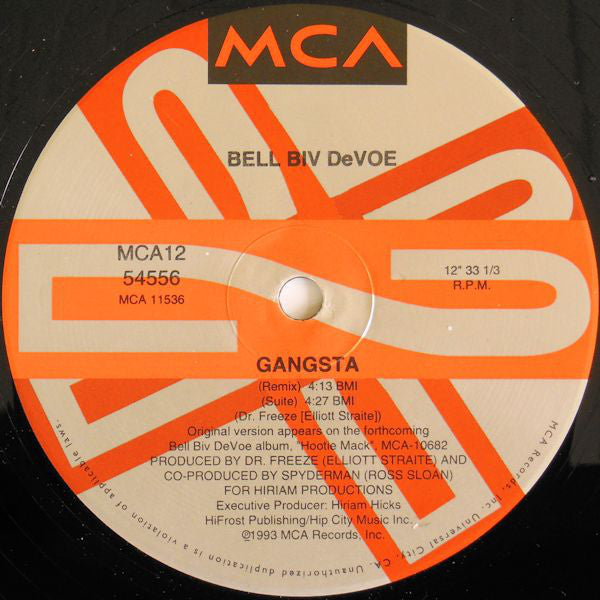 MCA
BELL BIV DeVOE
MCA12
54556
MCA 11536
12" 33 1/3
R.P.M.
GANGSTA
(Remix) 4:13 BMI
(Suite) 4:27 BMI
(Dr. Freeze [Elliott Straite])
Original version appears on the forthcoming
Bell Biv DeVoe album, "Hootie Mack", MCA-10682
PRODUCED BY DR. FREEZE (ELLIOTT STRAITE) AND
CO-PRODUCED BY SPYDERMAN (ROSS SLOAN)
FOR HIRIAM PRODUCTIONS
Executive Producer: Hiriam Hicks
HiFrost Publishing/Hip City Music Inc.
℗1993 MCA Records, Inc.
MCA Records, Inc. Universal City, CA. Unauthorized duplication is a violation of applicable laws.